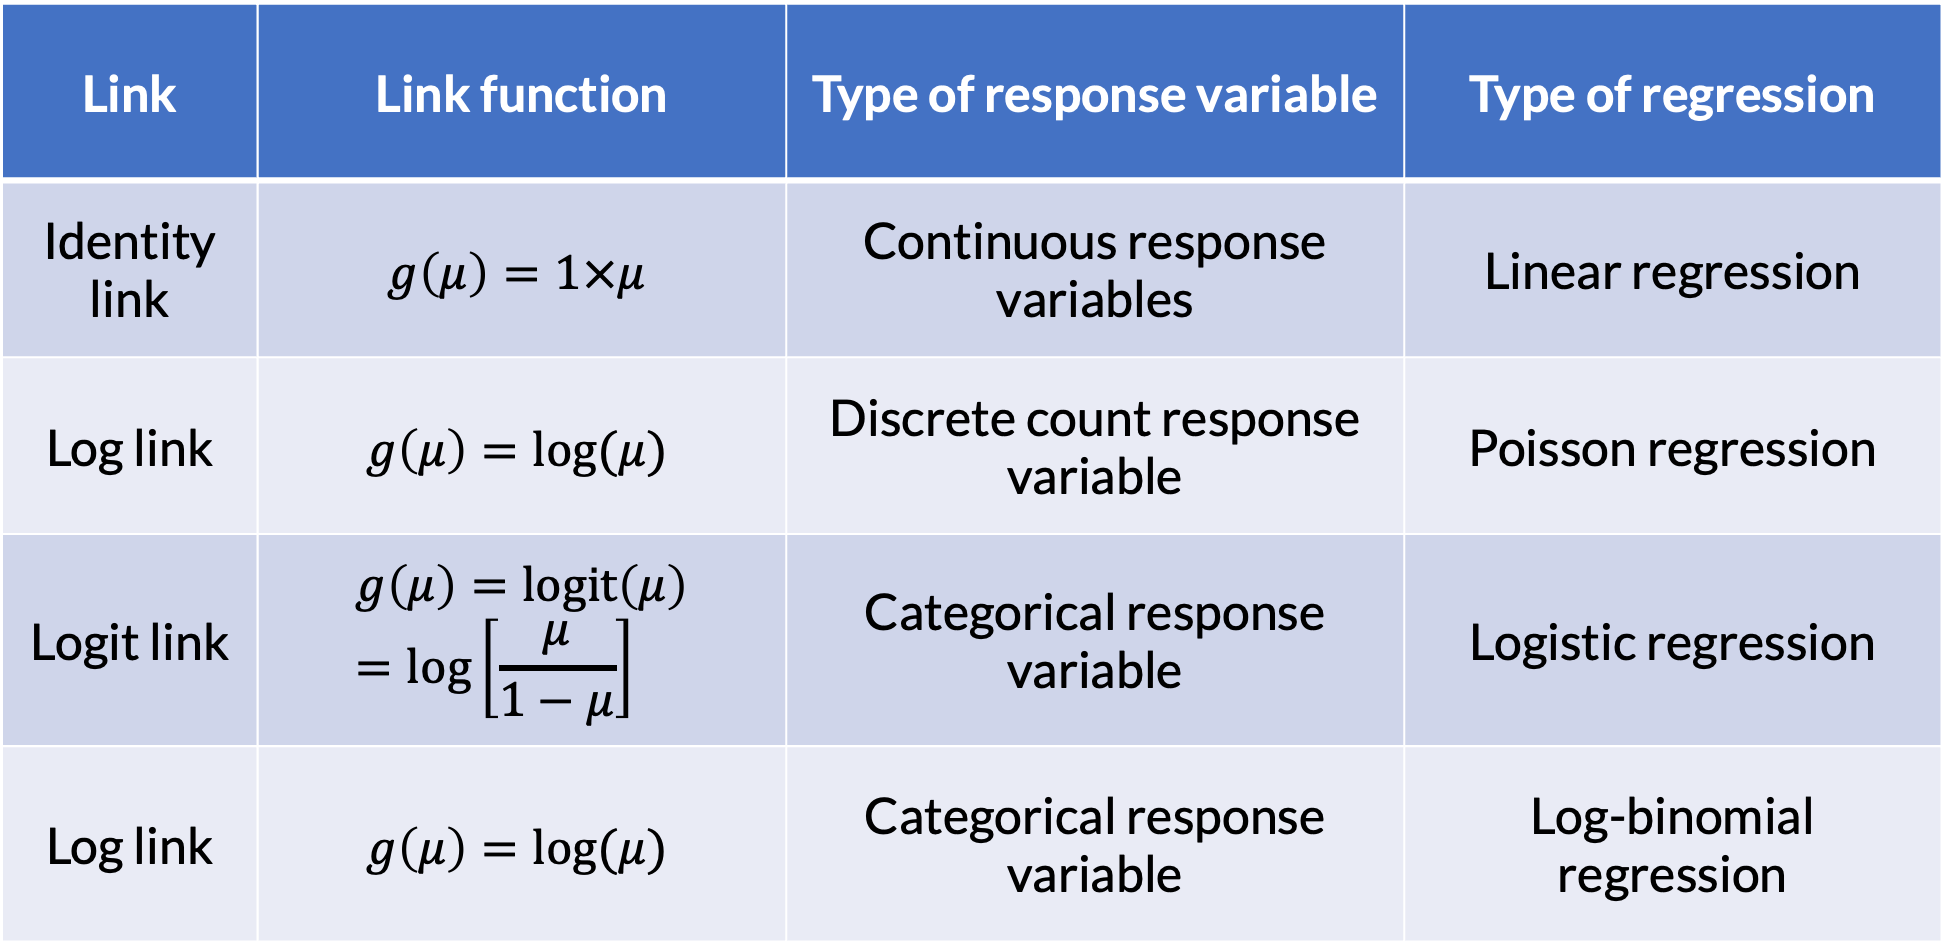 Link
Link function
Type of response variable
Type of regression
Identity
link
g(μ) = 1×μ
Continuous response
variables
Linear regression
Log link
g(μ) = log(μ)
Discrete count response
variable
Poisson regression
Logit link
g(μ) = logit(μ)
= log[μ / 1 − μ]
Categorical response
variable
Logistic regression
Log link
g(μ) = log(μ)
Categorical response
variable
Log-binomial
regression